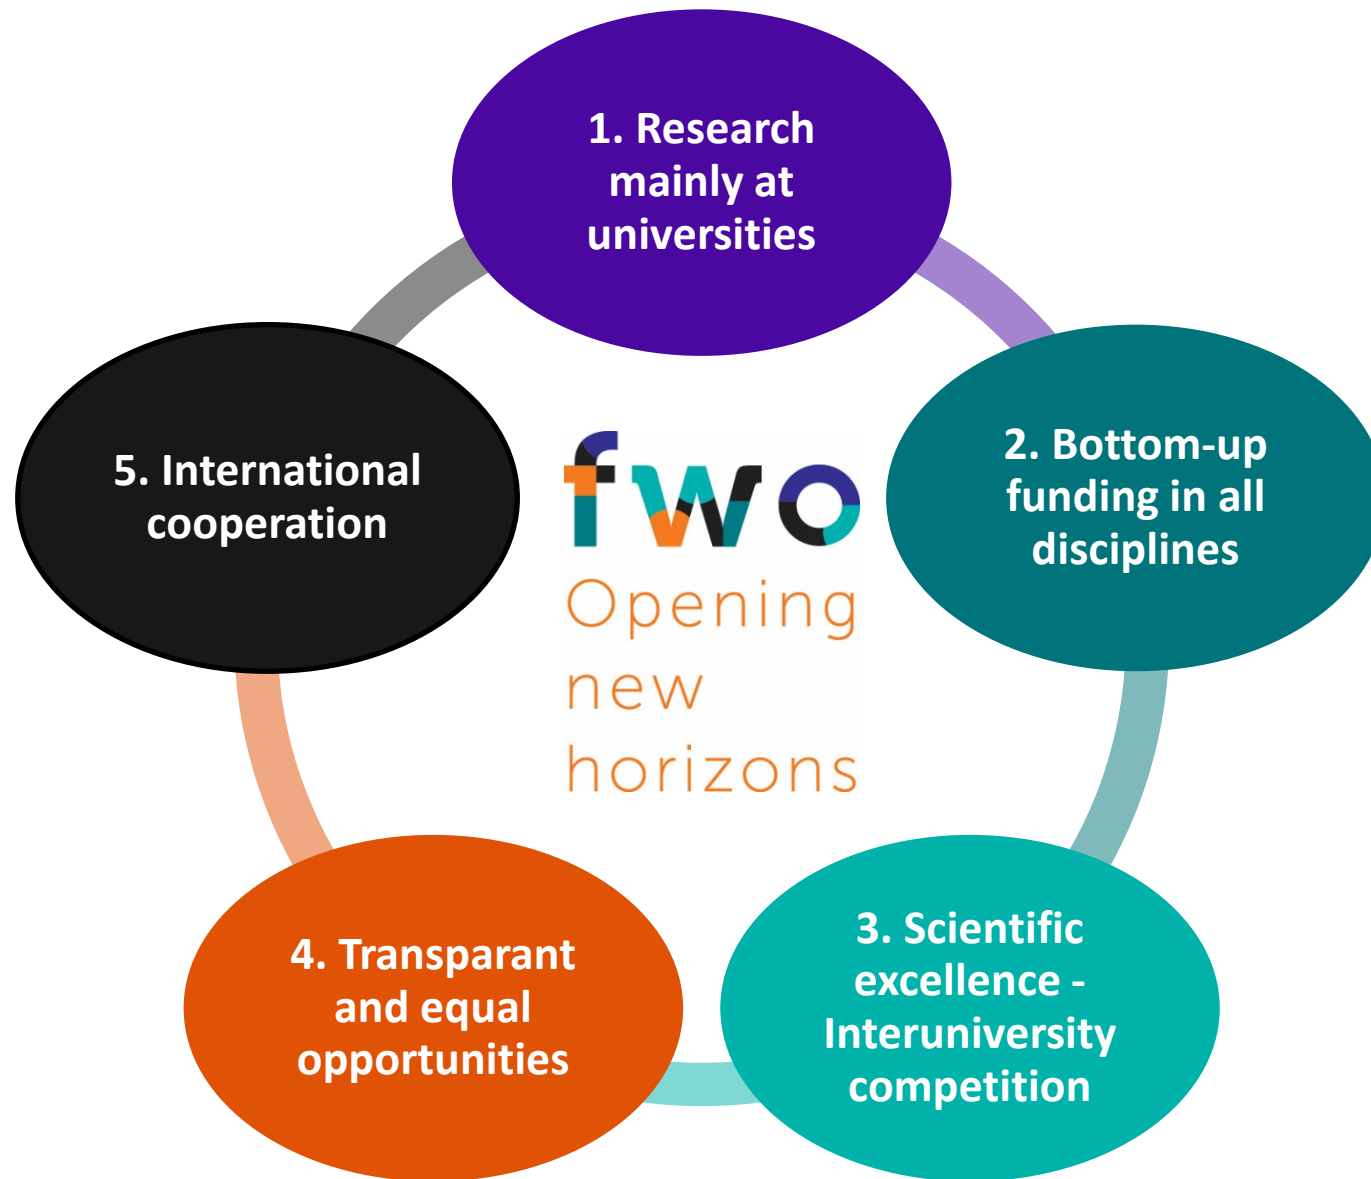 1. Research
mainly at
universities
2. Bottom-up
funding in all
disciplines
3. Scientific
excellence -
Interuniversity
competition
4. Transparant
and equal
opportunities
5. International
cooperation
fwo
Opening
new
horizons